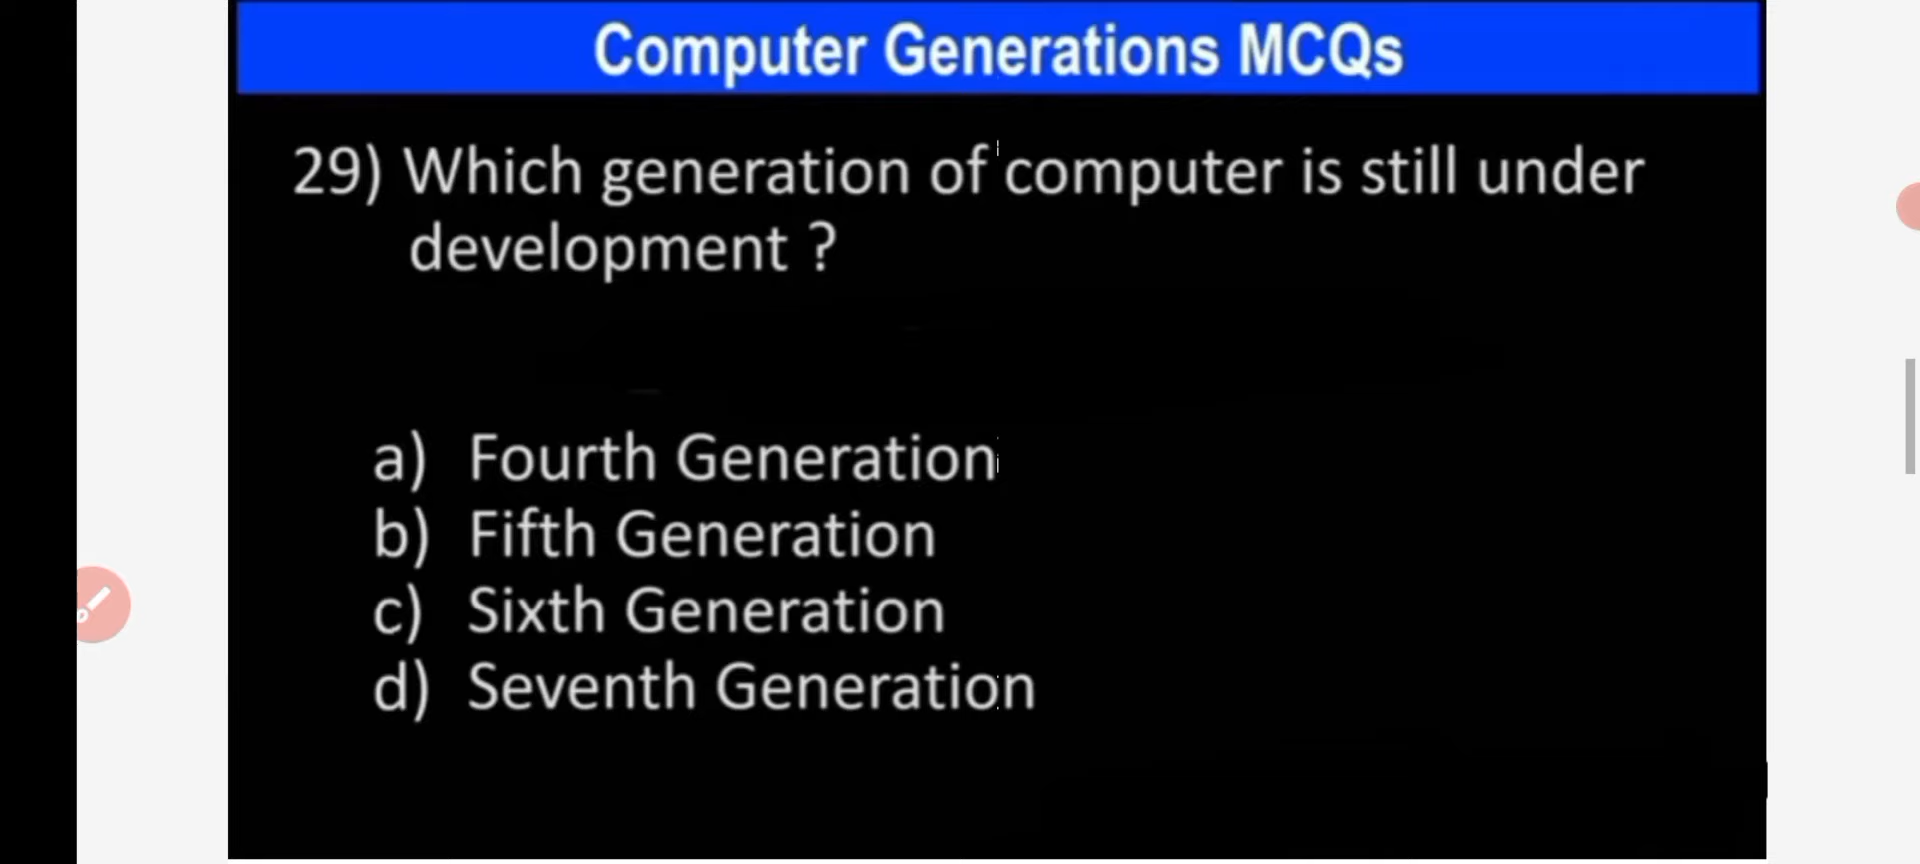 Computer Generations MCQs
29) Which generation of computer is still under
development ?
a) Fourth Generation
b) Fifth Generation
c) Sixth Generation
d) Seventh Generation